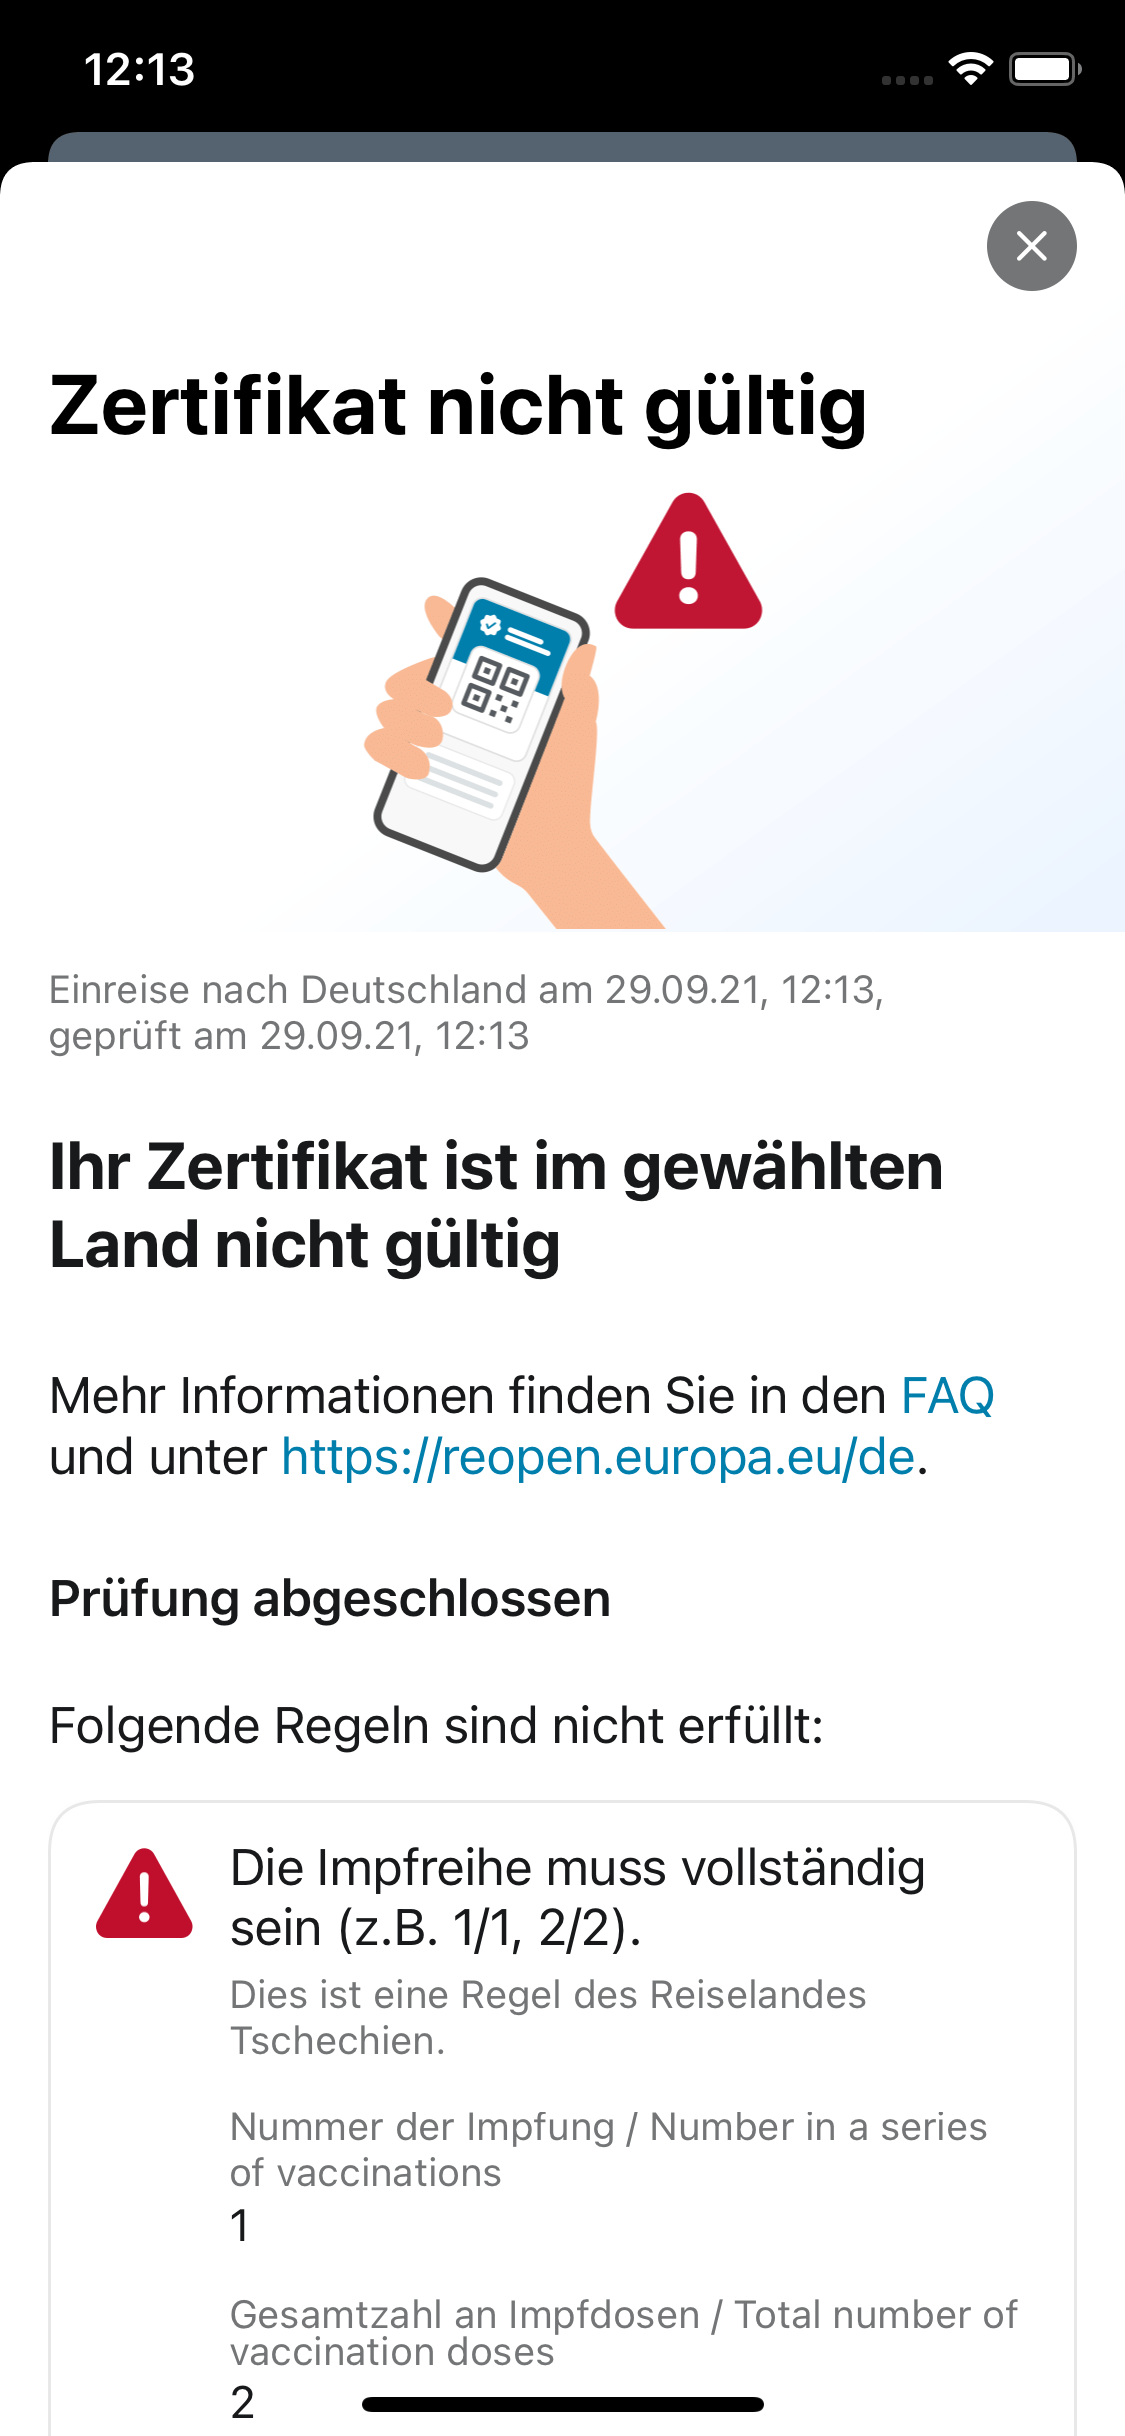 12:13
Zertifikat nicht gültig
Einreise nach Deutschland am 29.09.21, 12:13,
geprüft am 29.09.21, 12:13
Ihr Zertifikat ist im gewählten
Land nicht gültig
Mehr Informationen finden Sie in den FAQ
und unter https://reopen.europa.eu/de.
Prüfung abgeschlossen
Folgende Regeln sind nicht erfüllt:
Die Impfreihe muss vollständig
sein (z.B. 1/1, 2/2).
Dies ist eine Regel des Reiselandes
Tschechien.
Nummer der Impfung / Number in a series
of vaccinations
1
Gesamtzahl an Impfdosen / Total number of
vaccination doses
2